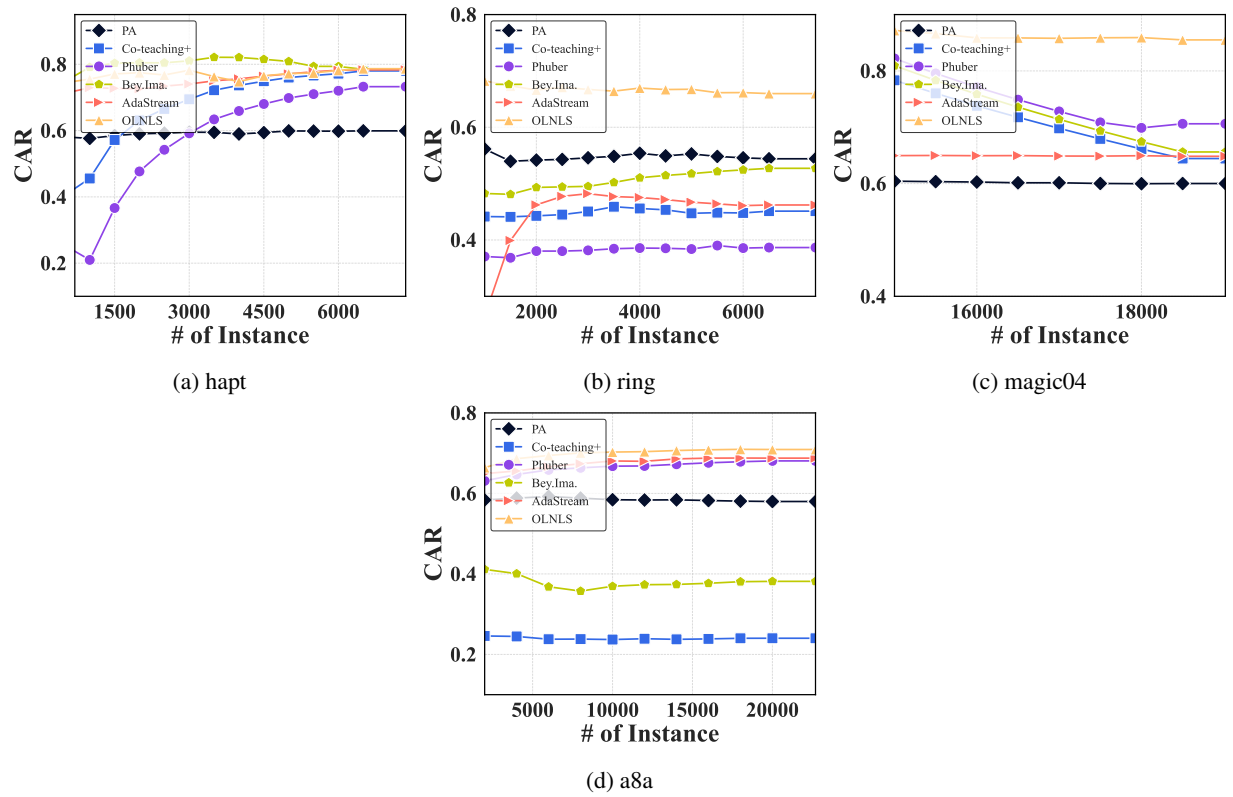 0.8
0.6
0.4
0.2
CAR
PA
Co-teaching+
Phuber
Bey.Ima.
AdaStream
OLNLS
1500 3000 4500 6000
# of Instance
(a) hapt
0.8
0.6
0.4
CAR
PA
Co-teaching+
Phuber
Bey.Ima.
AdaStream
OLNLS
2000 4000 6000
# of Instance
(b) ring
0.8
0.6
0.4
CAR
PA
Co-teaching+
Phuber
Bey.Ima.
AdaStream
OLNLS
16000 18000
# of Instance
(c) magic04
0.8
0.6
0.4
0.2
CAR
PA
Co-teaching+
Phuber
Bey.Ima.
AdaStream
OLNLS
5000 10000 15000 20000
# of Instance
(d) a8a